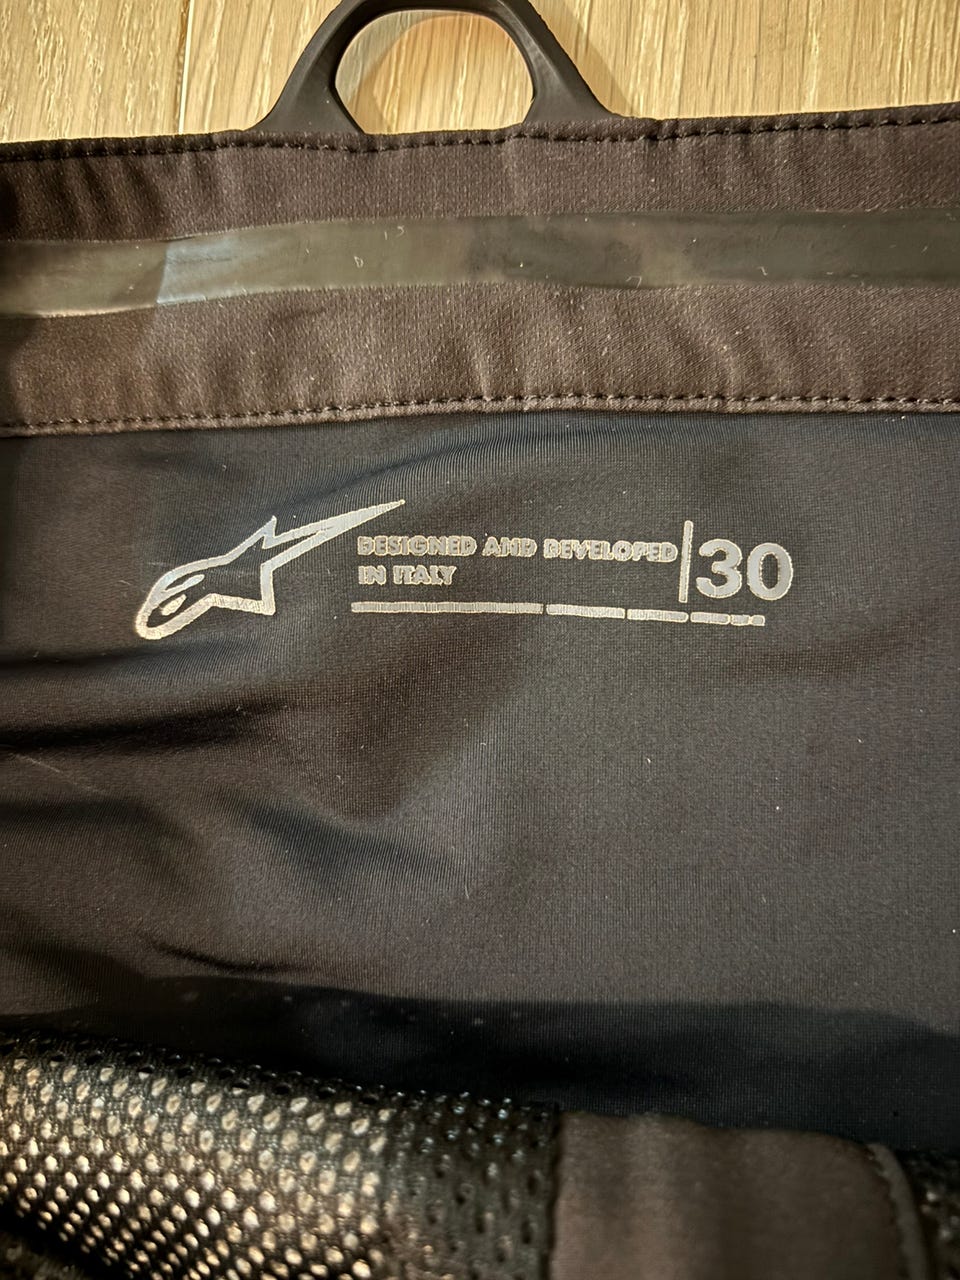 DESIGNED AND DEVELOPED
IN ITALY
30